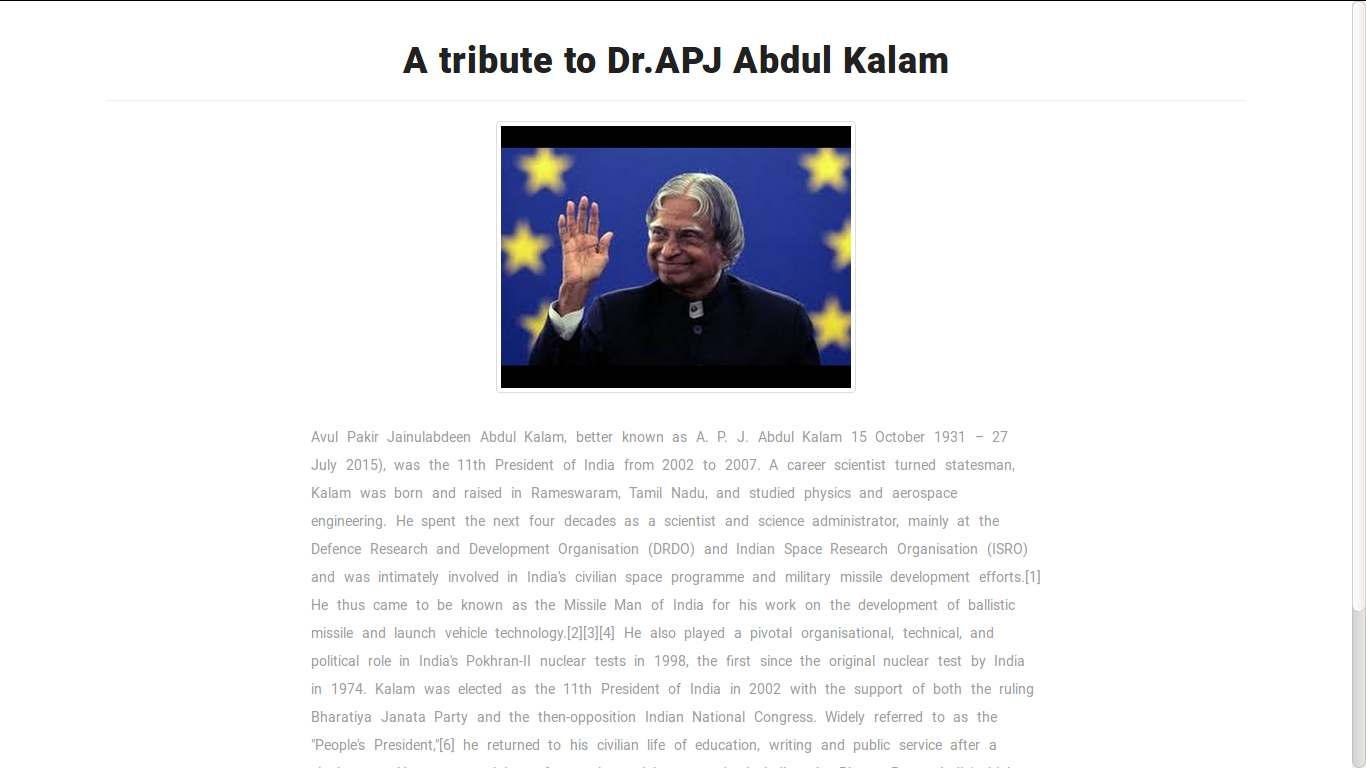 A tribute to Dr.APJ Abdul Kalam
Avul Pakir Jainulabdeen Abdul Kalam, better known as A. P. J. Abdul Kalam 15 October 1931 – 27
July 2015), was the 11th President of India from 2002 to 2007. A career scientist turned statesman,
Kalam was born and raised in Rameswaram, Tamil Nadu, and studied physics and aerospace
engineering. He spent the next four decades as a scientist and science administrator, mainly at the
Defence Research and Development Organisation (DRDO) and Indian Space Research Organisation (ISRO)
and was intimately involved in India's civilian space programme and military missile development efforts.[1]
He thus came to be known as the Missile Man of India for his work on the development of ballistic
missile and launch vehicle technology.[2][3][4] He also played a pivotal organisational, technical, and
political role in India's Pokhran-II nuclear tests in 1998, the first since the original nuclear test by India
in 1974. Kalam was elected as the 11th President of India in 2002 with the support of both the ruling
Bharatiya Janata Party and the then-opposition Indian National Congress. Widely referred to as the
"People's President,"[6] he returned to his civilian life of education, writing and public service after a